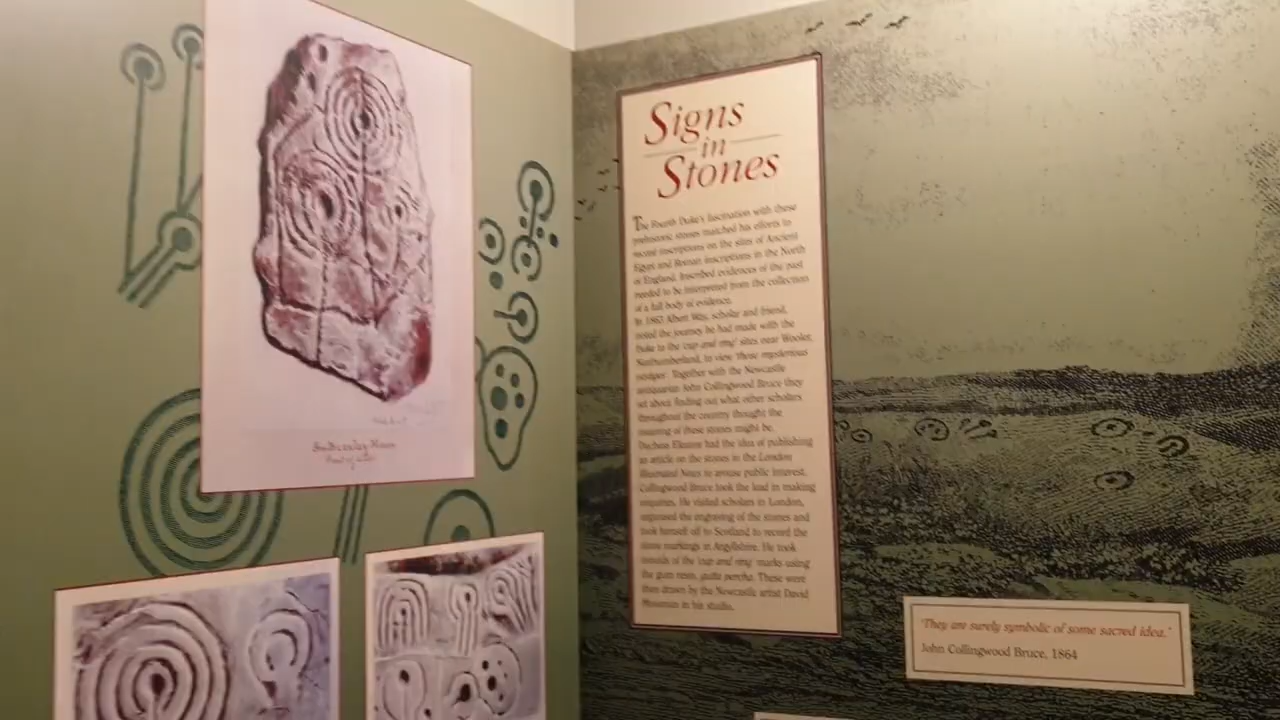 Signs
in
Stones
The Fourth Duke's fascination with these
prehistoric stones matched his efforts to
record inscriptions on the sites of Ancient
Egypt and Roman inscriptions in the North
of England. Inscribed evidences of the past
needed to be interpreted from the collection
of a full body of evidence.
In 1863 Albert Way, scholar and friend,
noted the journey he had made with the
Duke to the 'cup and ring' sites near Wooler,
Northumberland, to view 'these mysterious
vestiges'. Together with the Newcastle
antiquarian John Collingwood Bruce they
set about finding out what other scholars
throughout the country thought the
meaning of these stones might be.
Duchess Eleanor had the idea of publishing
an article on the stones in the London
Illustrated News to arouse public interest.
Collingwood Bruce took the lead in making
enquiries. He visited scholars in London,
organised the engraving of the stones and
took himself off to Scotland to record the
stone markings in Argyllshire. He took
moulds of the 'cup and ring' marks using
the gum resin, gutta percha. These were
then drawn by the Newcastle artist David
Mossman in his studio.
'They are surely symbolic of some sacred idea.'
John Collingwood Bruce, 1864